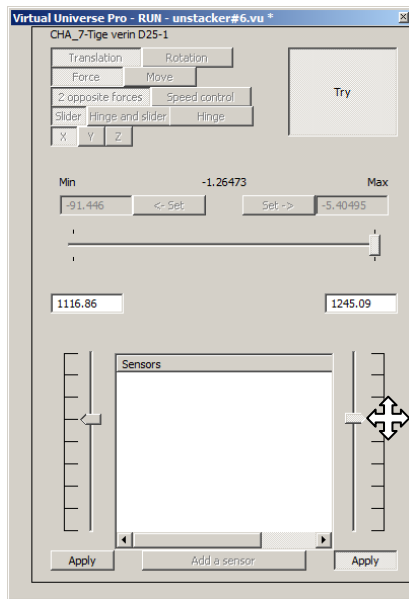 Virtual Universe Pro - RUN - unstacker#6.vu *
CHA_7-Tige verin D25-1
Translation Rotation
Force Move
2 opposite forces Speed control
Slider Hinge and slider Hinge
X Y Z
Try
Min -1.26473 Max
-91.446 <- Set Set -> -5.40495
1116.86 1245.09
Sensors
Apply Add a sensor Apply